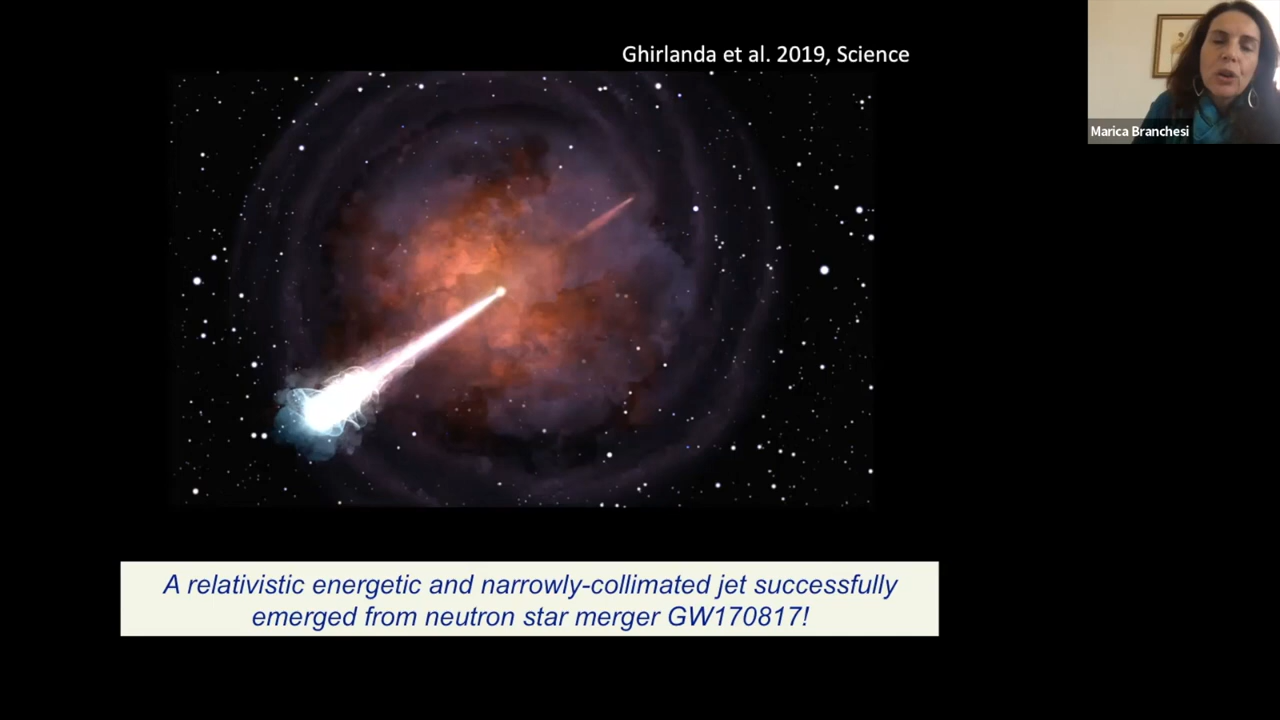 Ghirlanda et al. 2019, Science
Marica Branchesi
A relativistic energetic and narrowly-collimated jet successfully
emerged from neutron star merger GW170817!